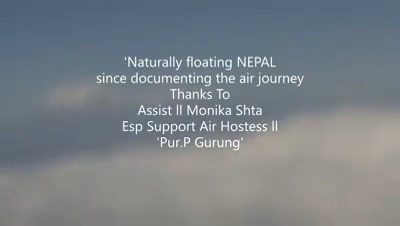 'Naturally floating NEPAL
since documenting the air journey
Thanks To
Assist ll Monika Shta
Esp Support Air Hostess ll
'Pur.P Gurung'